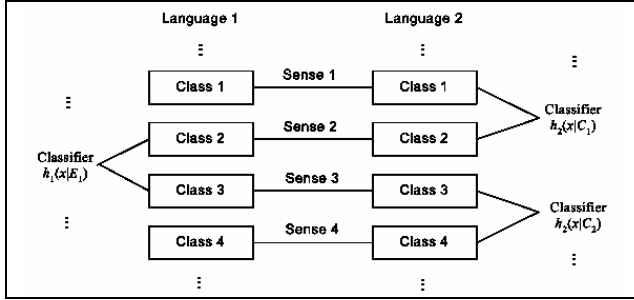 Language 1 Language 2
⋮ ⋮ ⋮
Sense 1
Class 1 Class 1
⋮
Classifier
h₂(x|C₁)
Sense 2
Class 2 Class 2
Classifier
h₁(x|E₁)
Sense 3
Class 3 Class 3
⋮
Classifier
h₂(x|C₂)
Sense 4
Class 4 Class 4
⋮ ⋮ ⋮